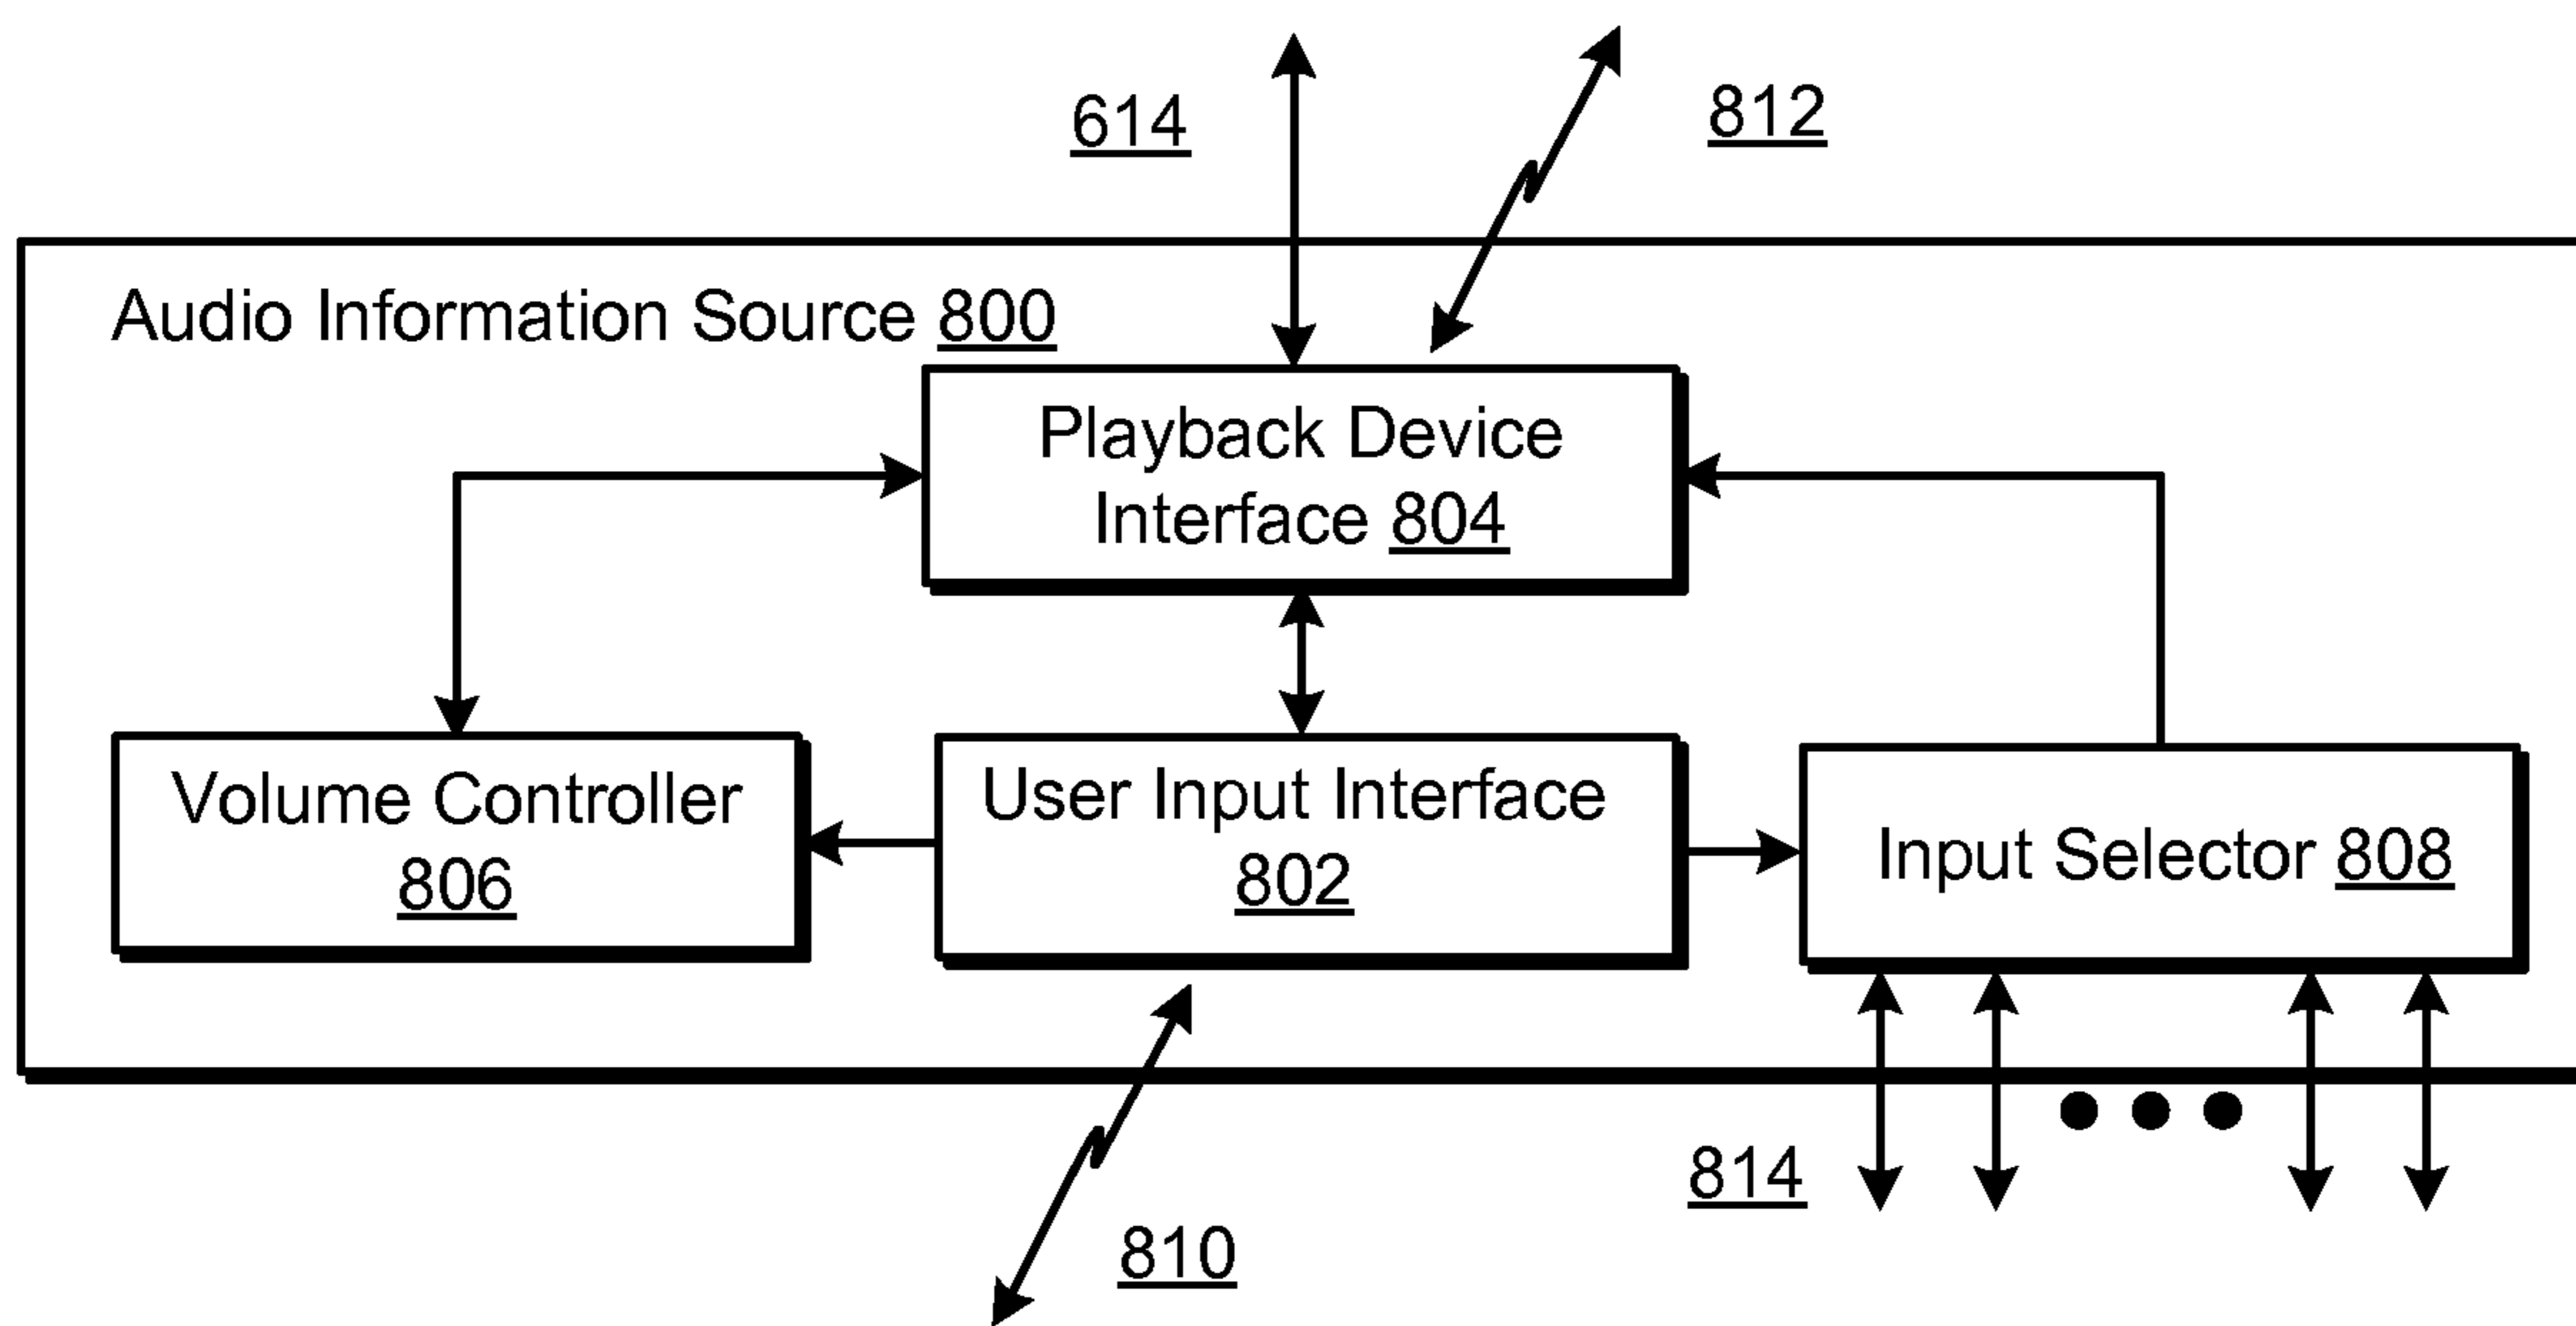 614
812
Audio Information Source 800
Playback Device
Interface 804
Volume Controller
806
User Input Interface
802
Input Selector 808
814
810